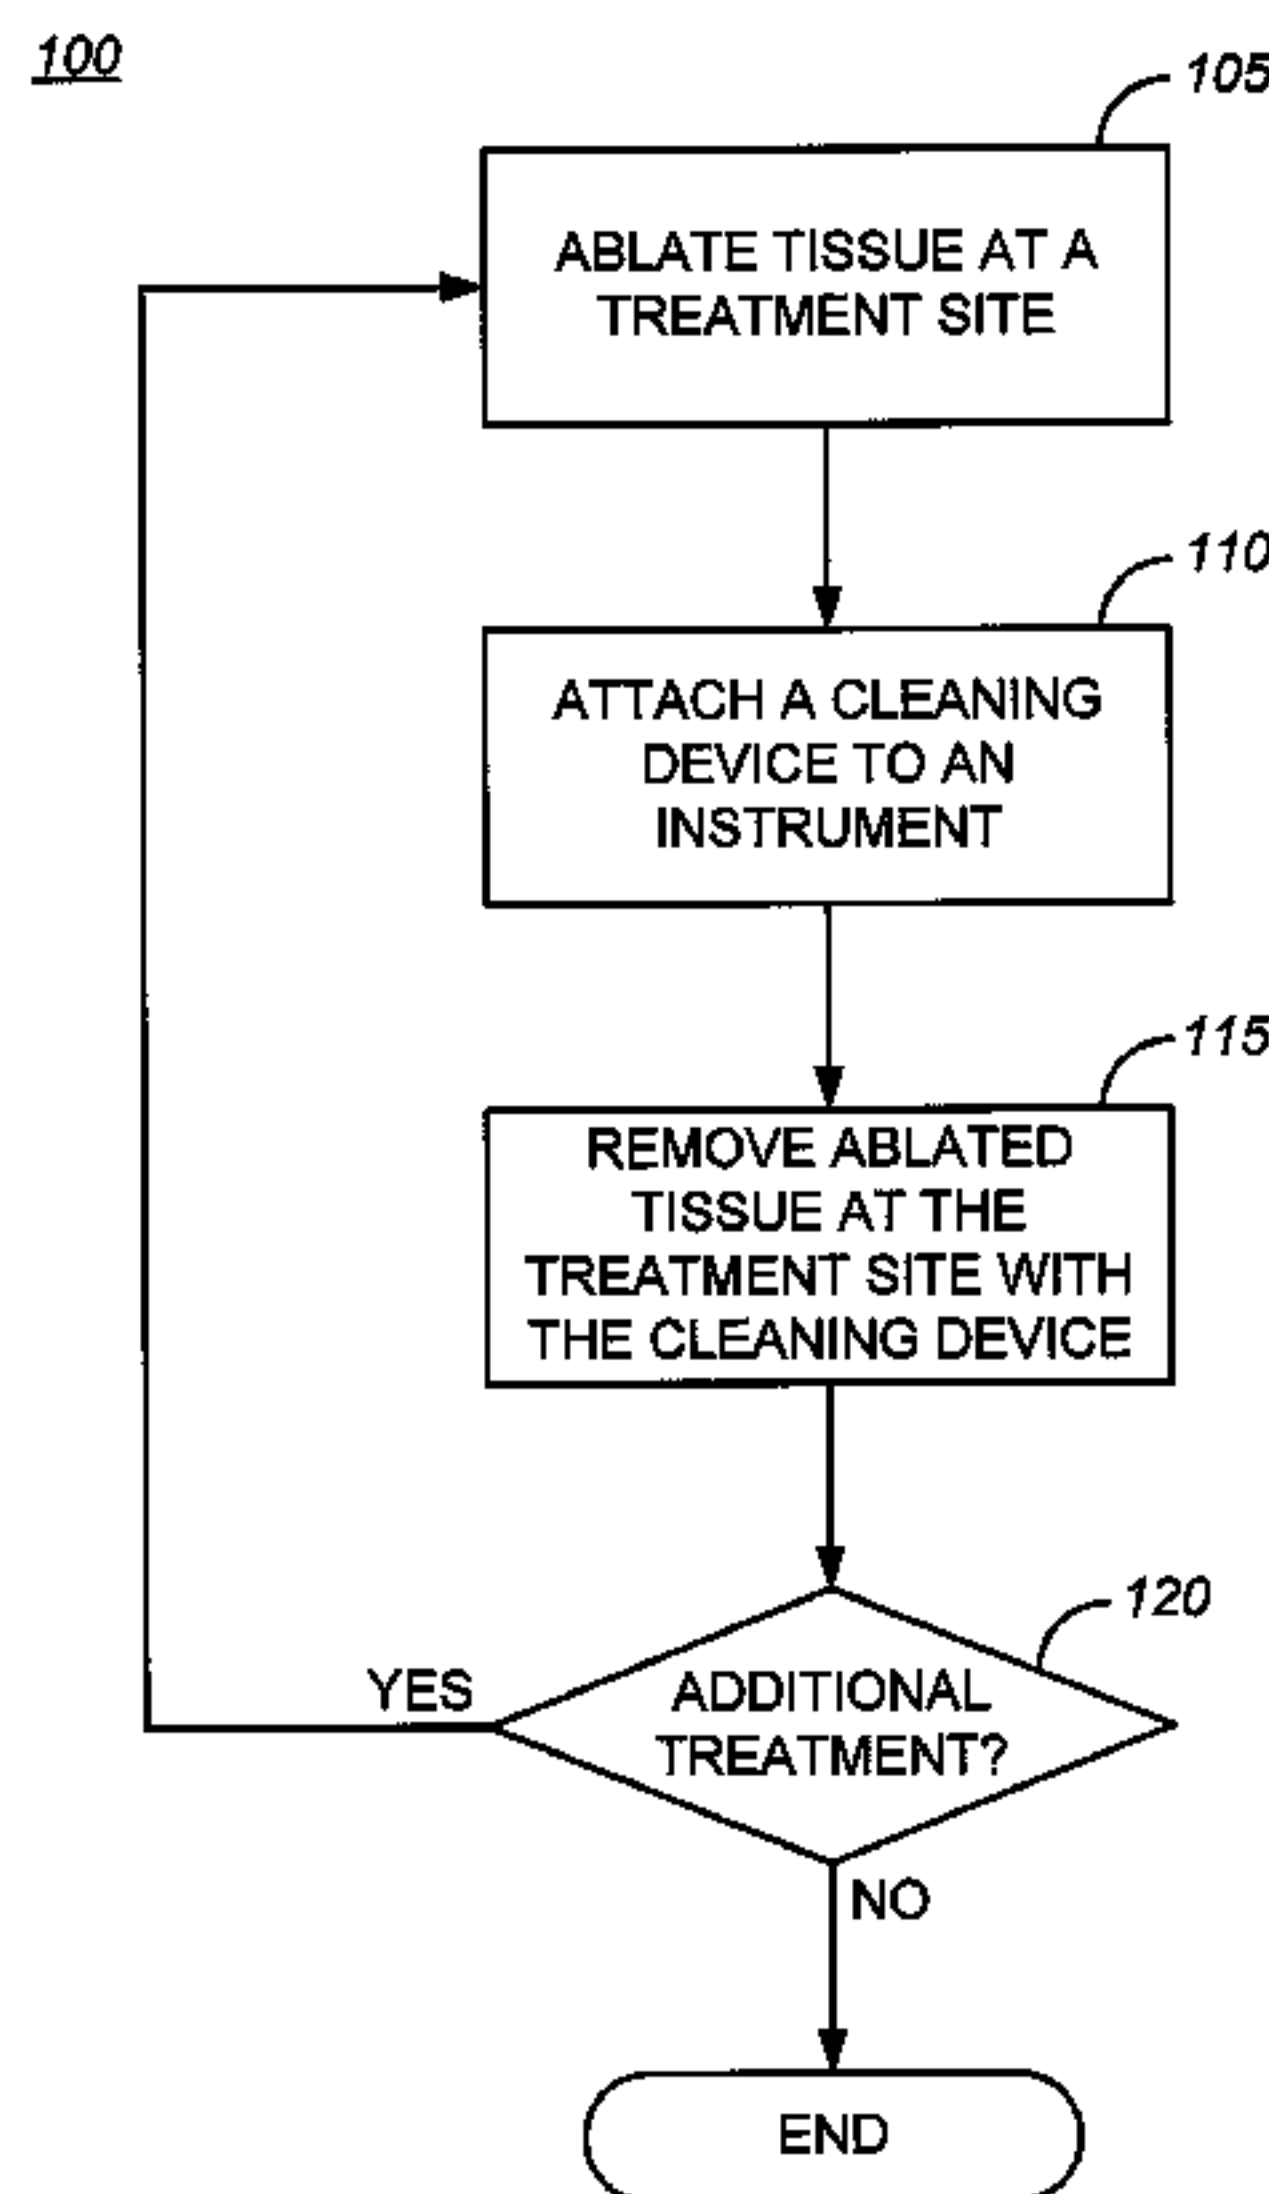 100
105
ABLATE TISSUE AT A
TREATMENT SITE
110
ATTACH A CLEANING
DEVICE TO AN
INSTRUMENT
115
REMOVE ABLATED
TISSUE AT THE
TREATMENT SITE WITH
THE CLEANING DEVICE
120
YES
ADDITIONAL
TREATMENT?
NO
END